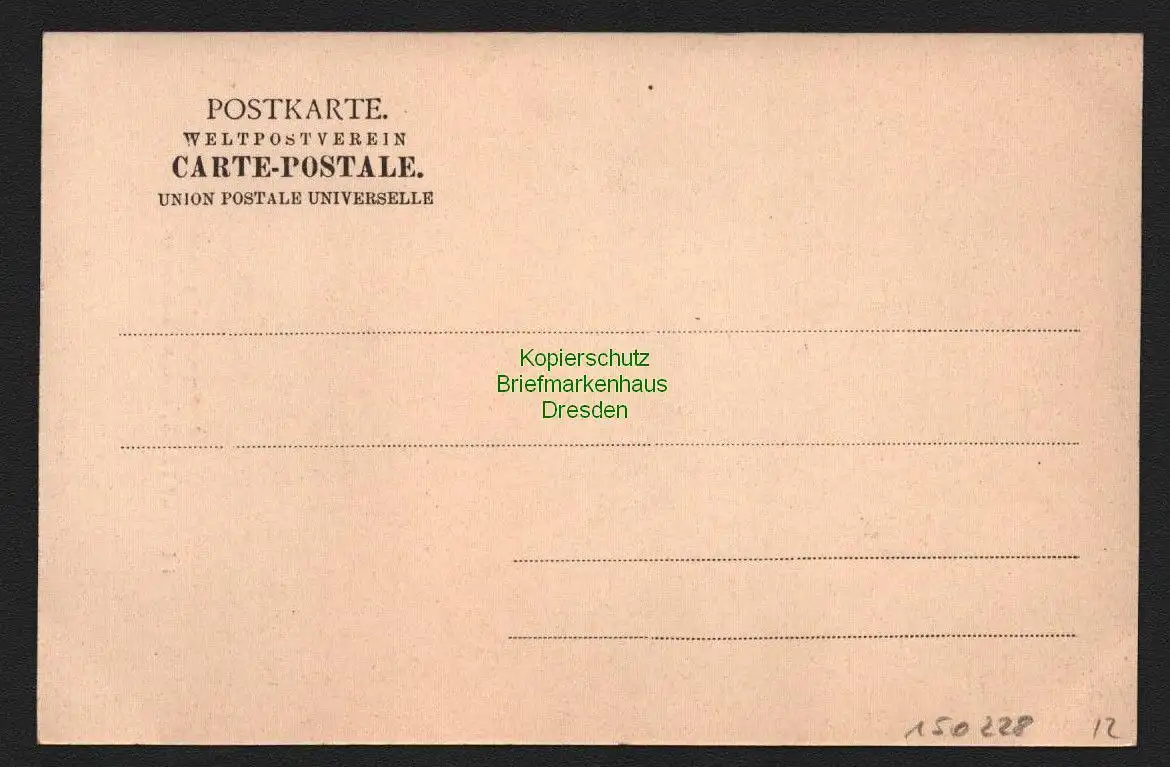 POSTKARTE.
WELTPOSTVEREIN
CARTE-POSTALE.
UNION POSTALE UNIVERSELLE
Kopierschutz
Briefmarkenhaus
Dresden
150228 12